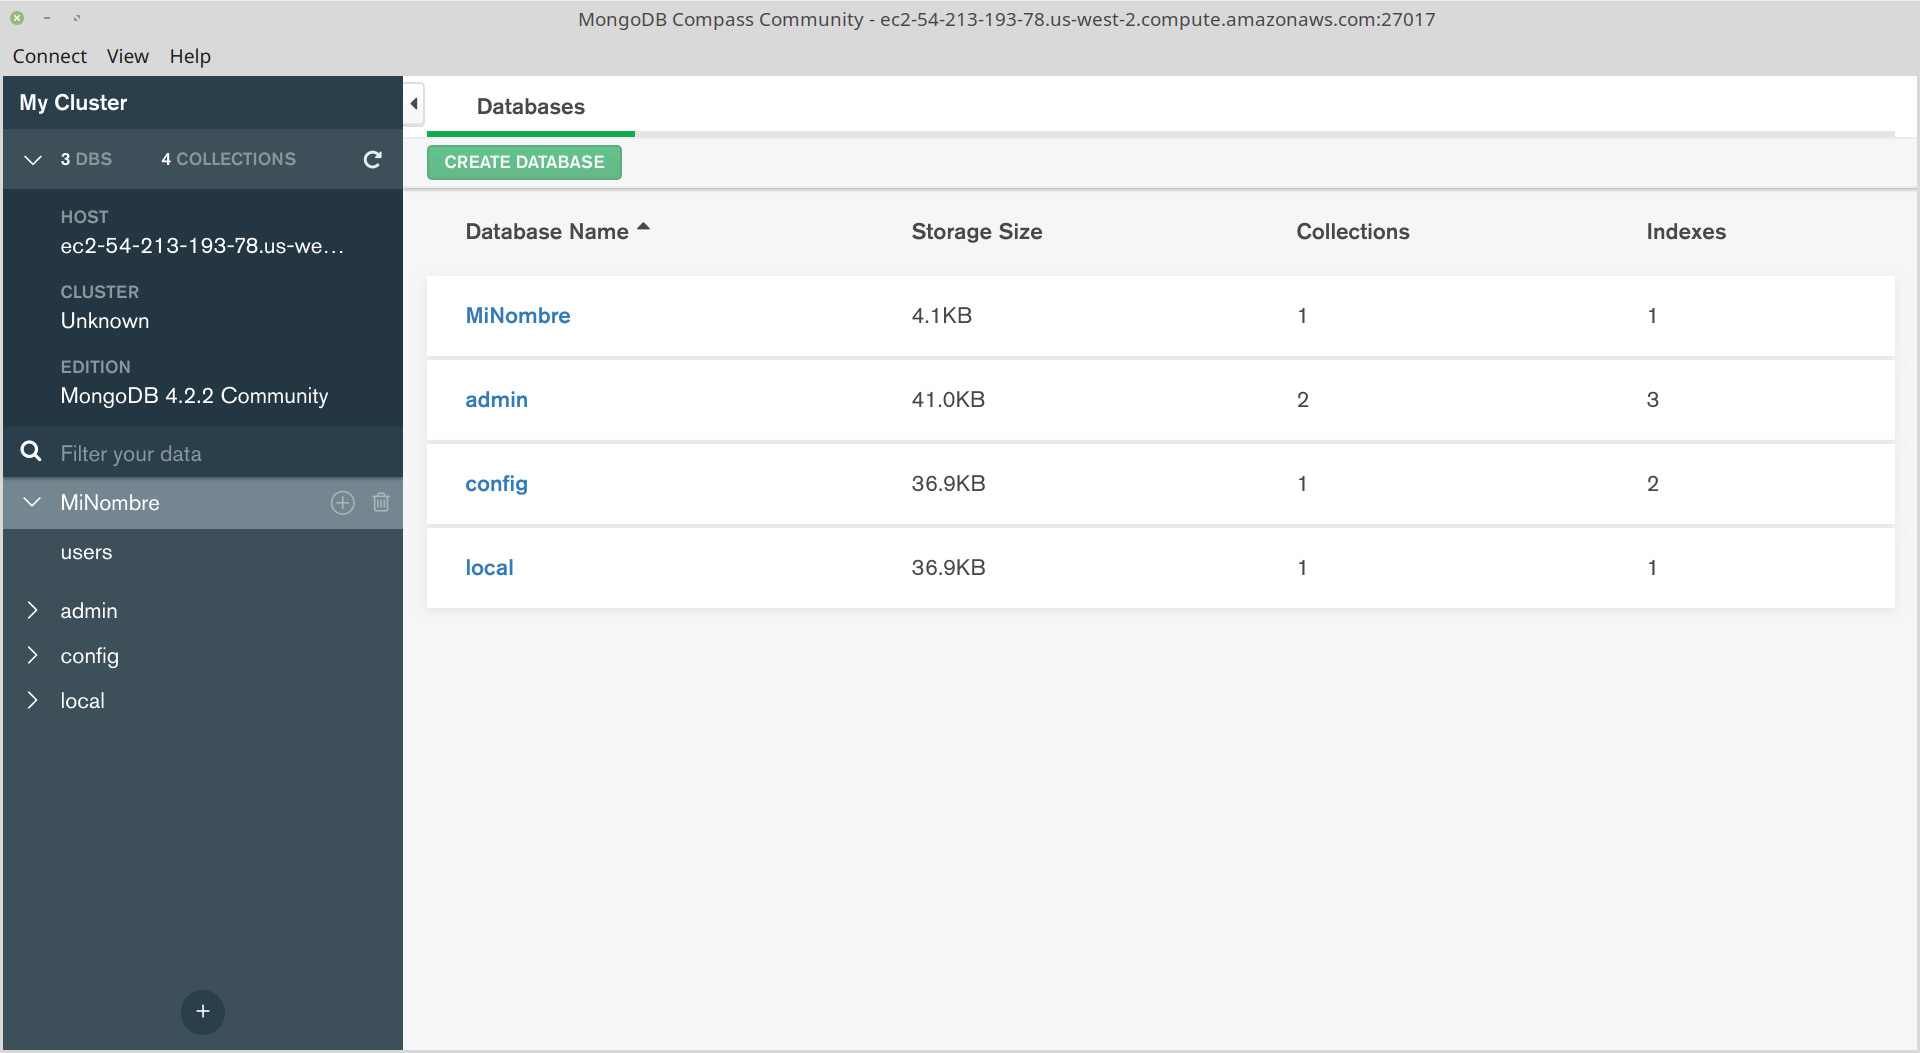 MongoDB Compass Community - ec2-54-213-193-78.us-west-2.compute.amazonaws.com:27017
Connect View Help
My Cluster
3 DBS 4 COLLECTIONS
HOST
ec2-54-213-193-78.us-we...
CLUSTER
Unknown
EDITION
MongoDB 4.2.2 Community
Filter your data
MiNombre
users
admin
config
local
Databases
CREATE DATABASE
Database Name Storage Size Collections Indexes
MiNombre 4.1KB 1 1
admin 41.0KB 2 3
config 36.9KB 1 2
local 36.9KB 1 1